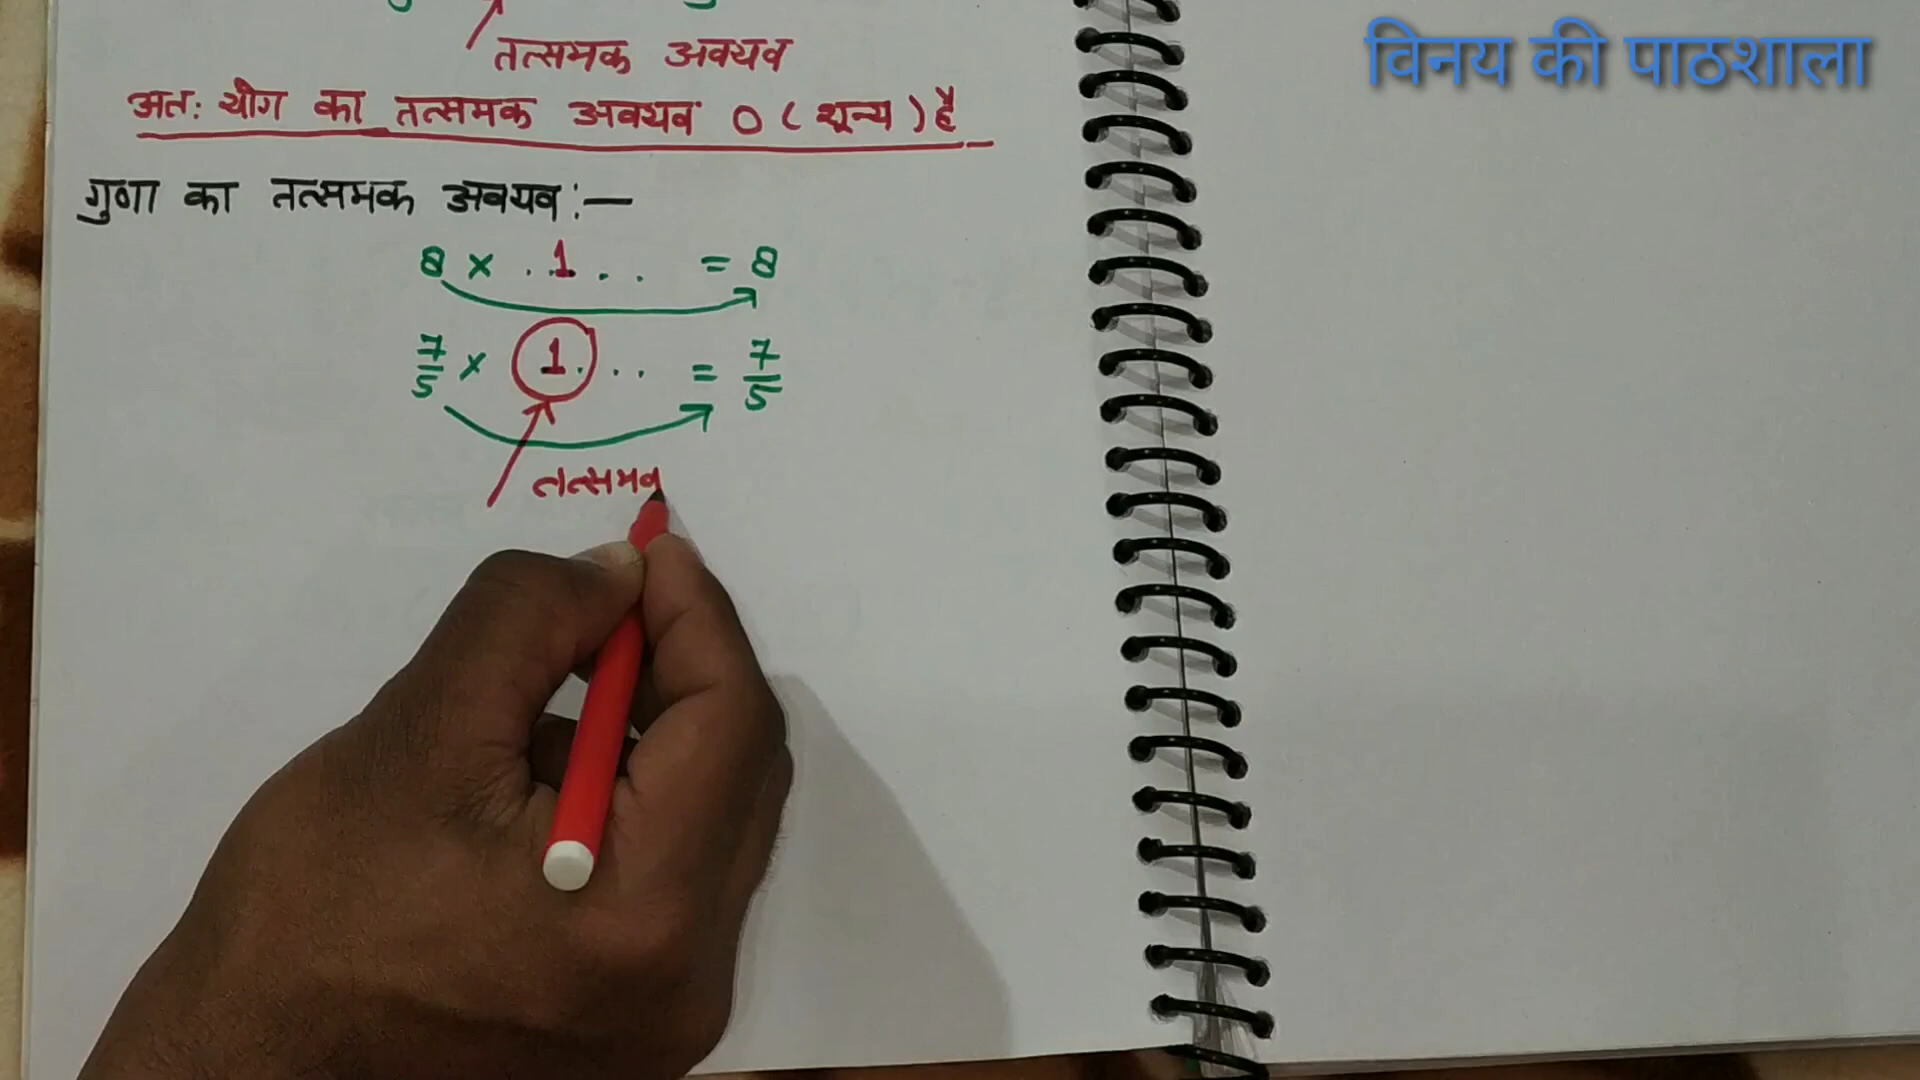 विनय की पाठशाला
तत्समक अवयव
अतः योग का तत्समक अवयव 0 (शून्य) है
गुणा का तत्समक अवयव :—
8 × . . 1 . . = 8
7/5 × 1 . . . = 7/5
तत्समव